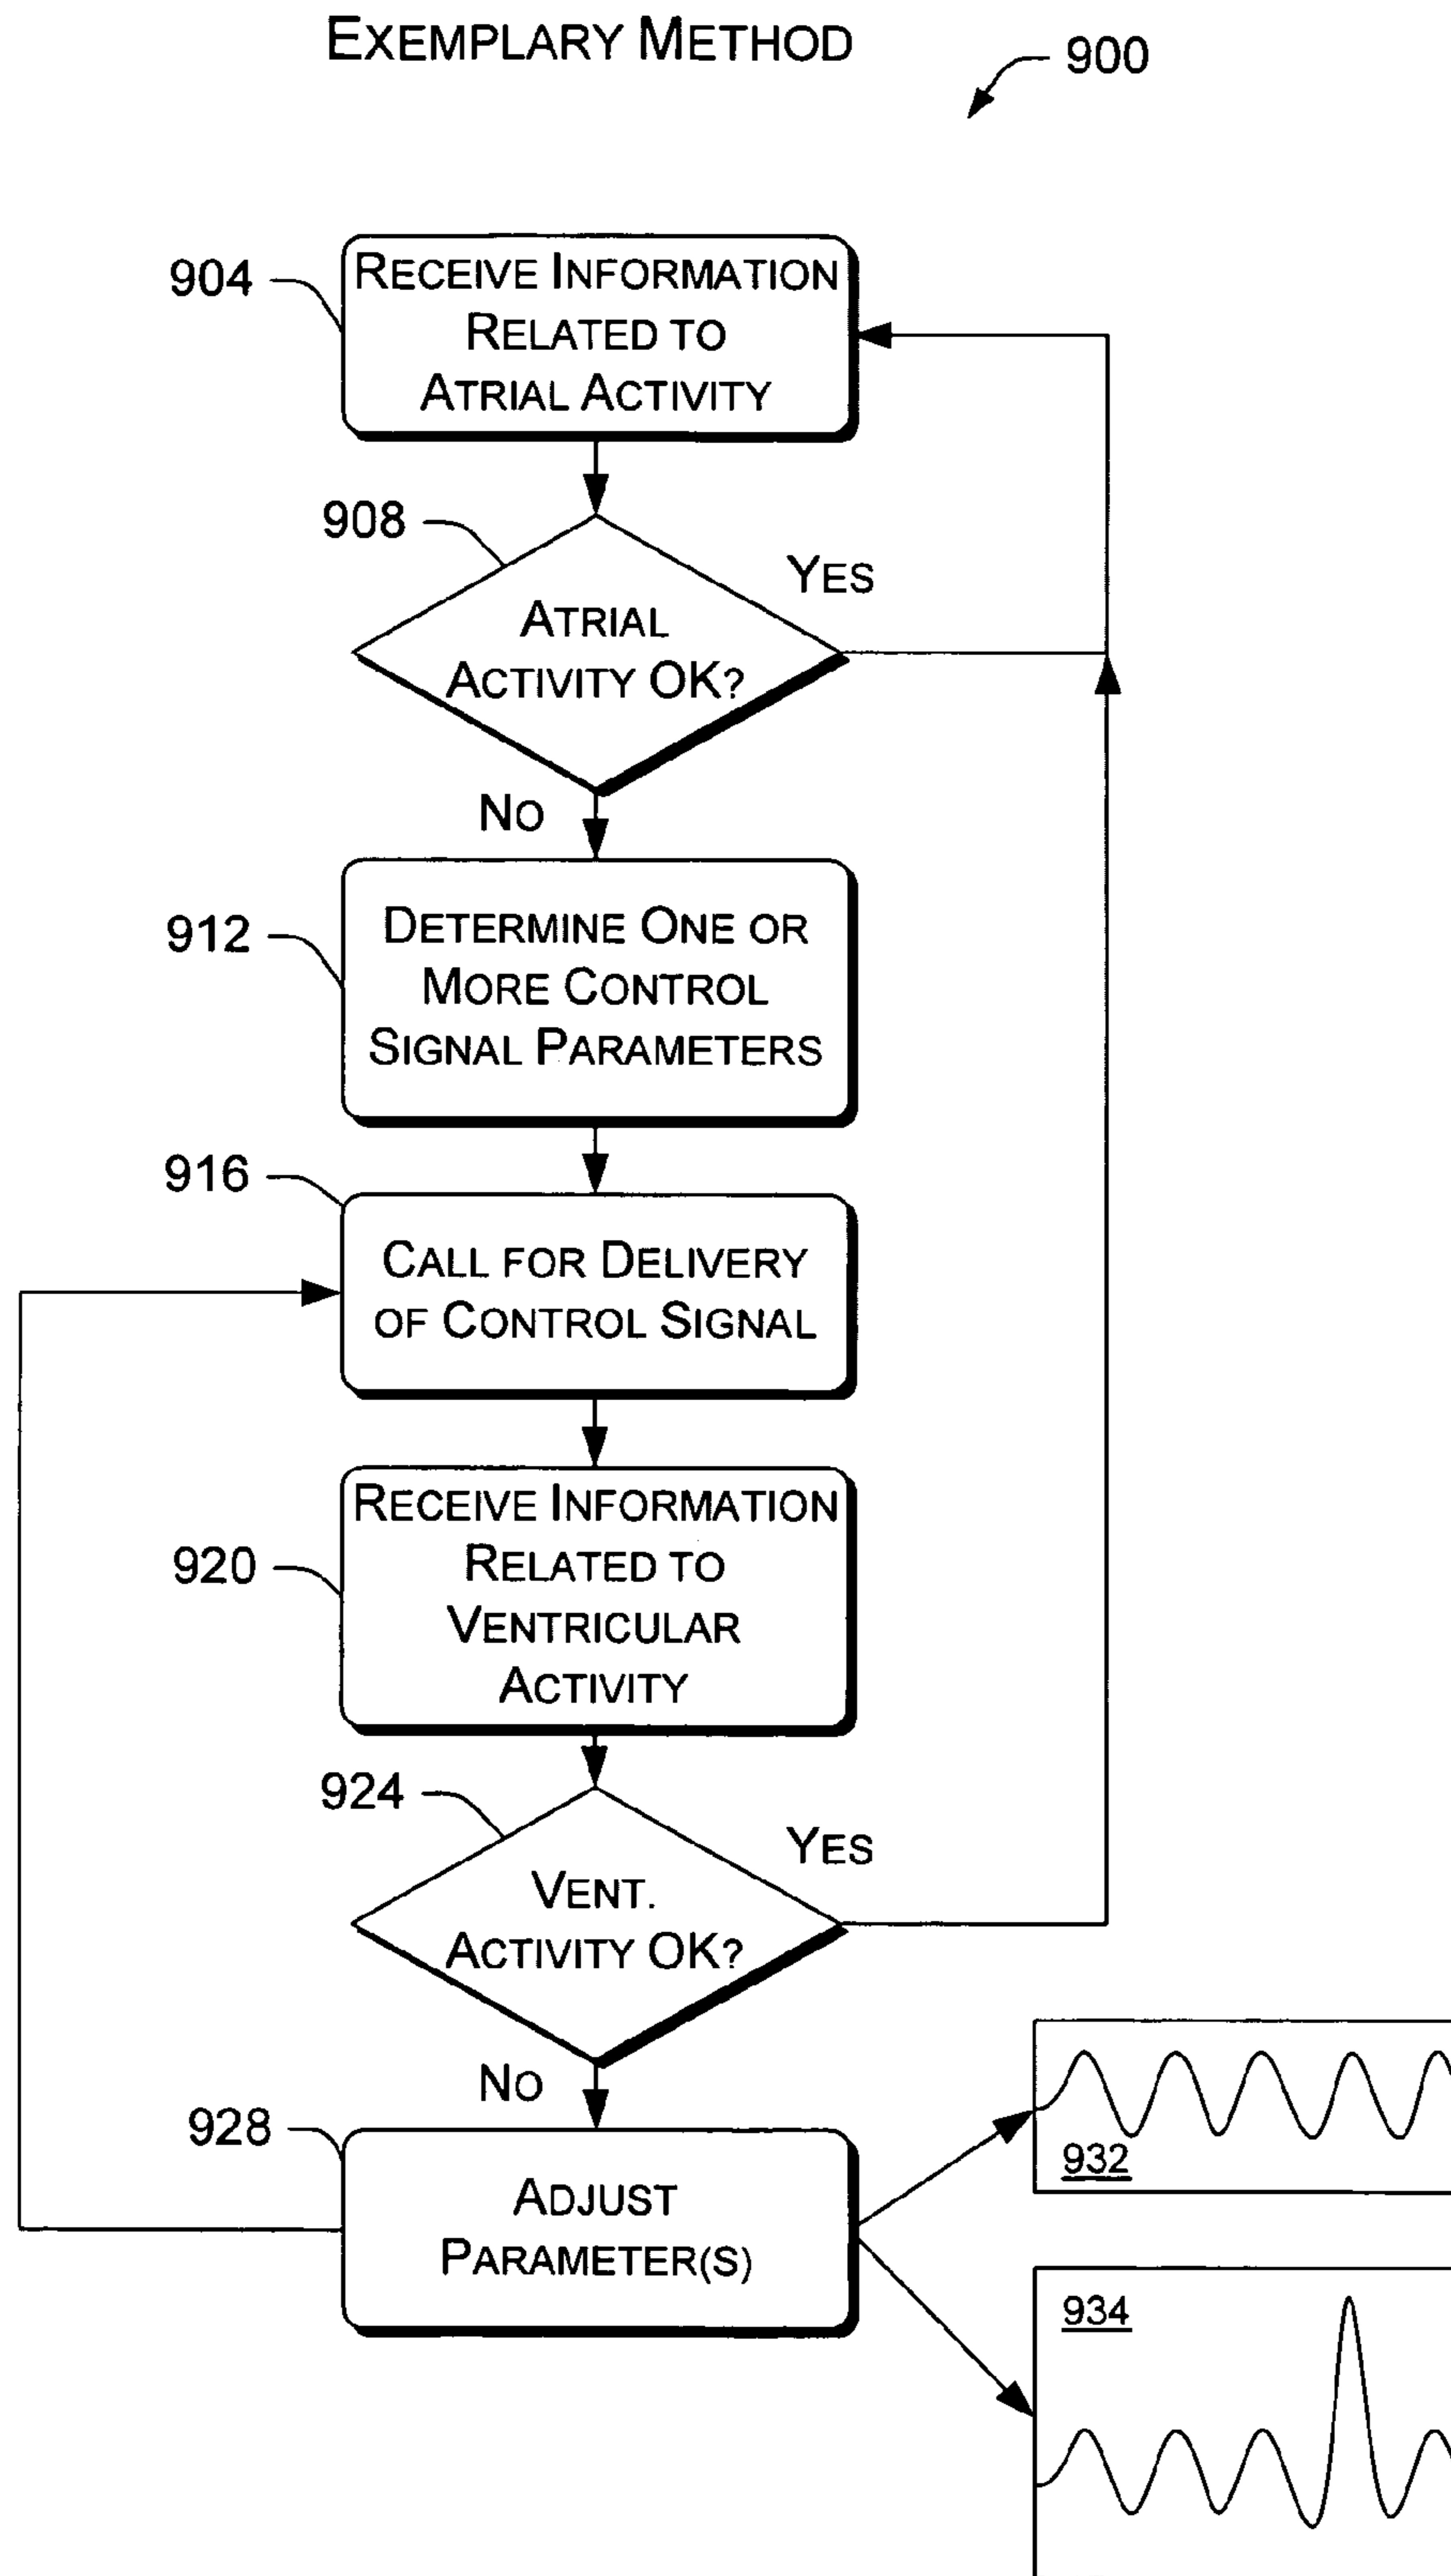 EXEMPLARY METHOD
900
904
RECEIVE INFORMATION
RELATED TO
ATRIAL ACTIVITY
908
YES
ATRIAL
ACTIVITY OK?
NO
912
DETERMINE ONE OR
MORE CONTROL
SIGNAL PARAMETERS
916
CALL FOR DELIVERY
OF CONTROL SIGNAL
920
RECEIVE INFORMATION
RELATED TO
VENTRICULAR
ACTIVITY
924
YES
VENT.
ACTIVITY OK?
NO
928
ADJUST
PARAMETER(S)
932
934